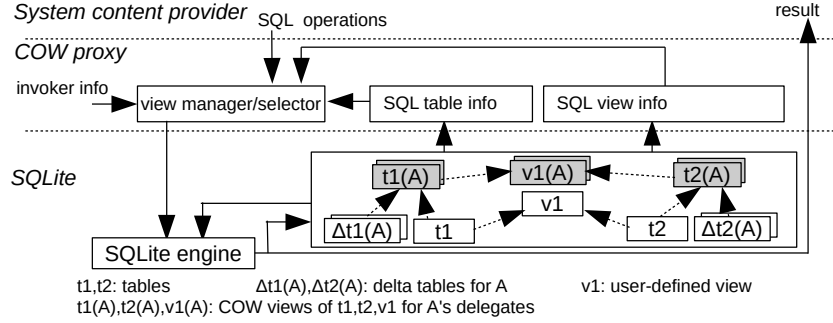 System content provider
SQL operations
result
COW proxy
invoker info
view manager/selector
SQL table info
SQL view info
SQLite
t1(A)
v1(A)
t2(A)
Δt1(A)
t1
v1
t2
Δt2(A)
SQLite engine
t1,t2: tables
Δt1(A),Δt2(A): delta tables for A
v1: user-defined view
t1(A),t2(A),v1(A): COW views of t1,t2,v1 for A's delegates